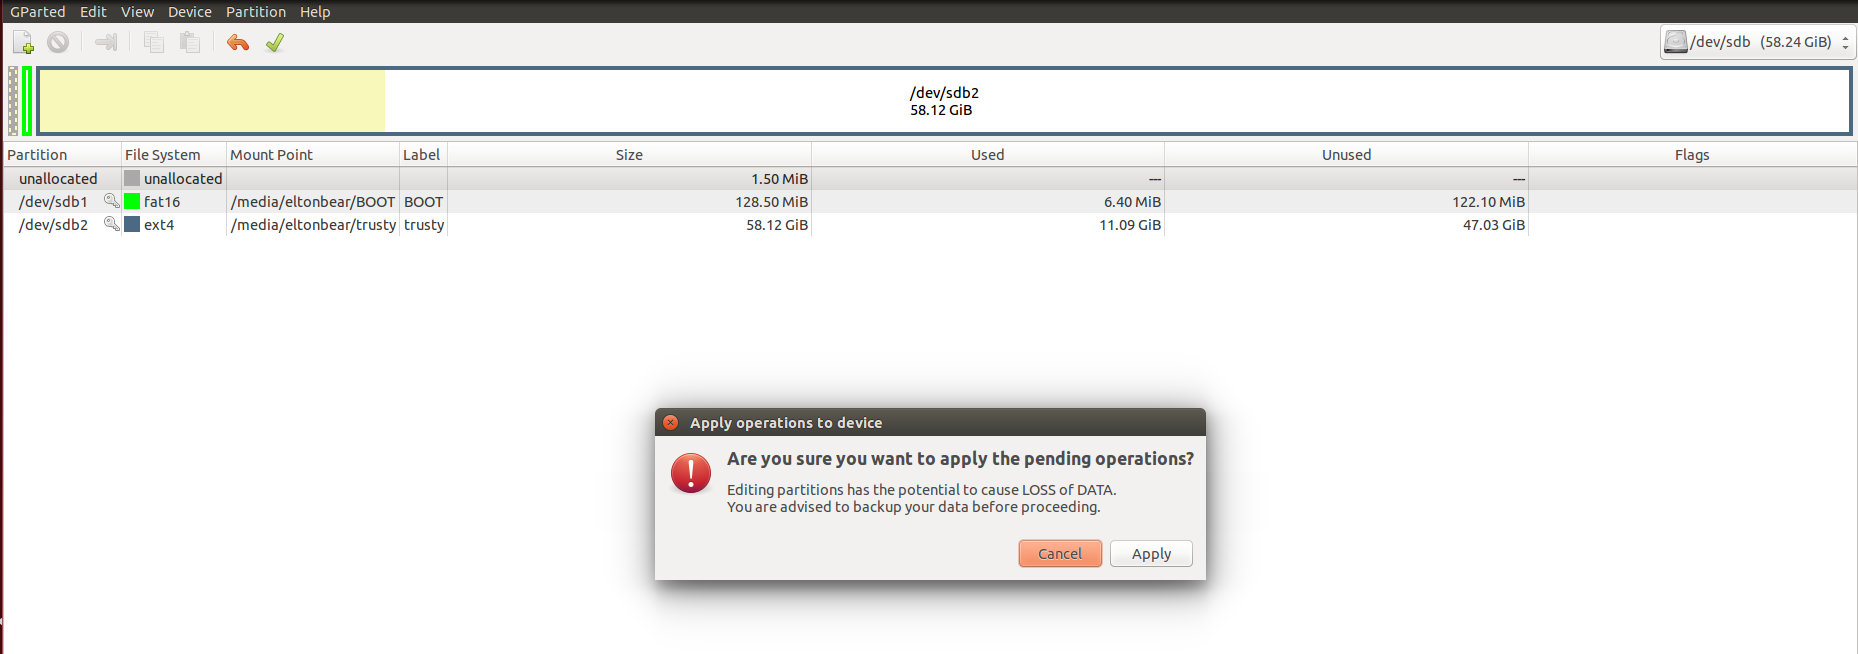 GParted Edit View Device Partition Help
/dev/sdb (58.24 GiB)
/dev/sdb2
58.12 GiB
Partition File System Mount Point Label Size Used Unused Flags
unallocated unallocated 1.50 MiB --- ---
/dev/sdb1 fat16 /media/eltonbear/BOOT BOOT 128.50 MiB 6.40 MiB 122.10 MiB
/dev/sdb2 ext4 /media/eltonbear/trusty trusty 58.12 GiB 11.09 GiB 47.03 GiB
Apply operations to device
Are you sure you want to apply the pending operations?
Editing partitions has the potential to cause LOSS of DATA.
You are advised to backup your data before proceeding.
Cancel Apply